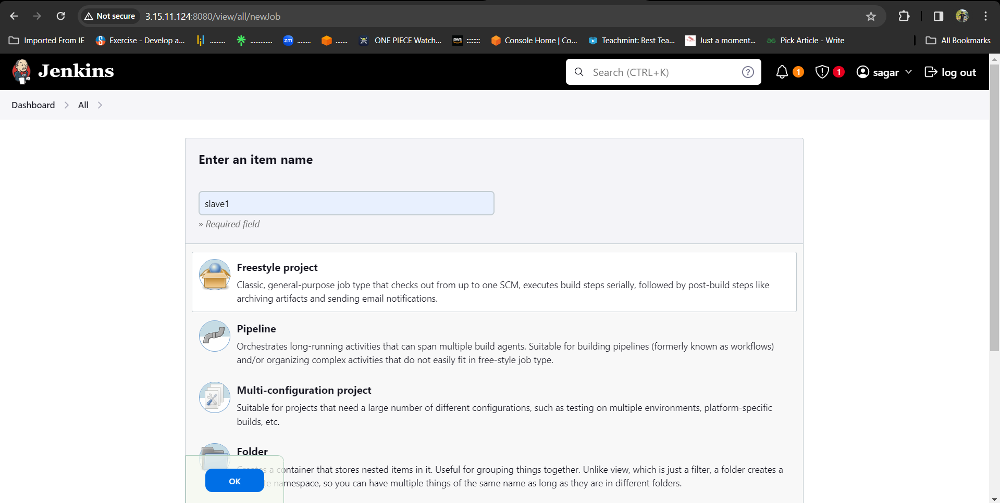 Not secure 3.15.11.124:8080/view/all/newJob
Imported From IE Exercise - Develop a... ......... ............. zm ........ ....... ONE PIECE Watch... aws :::::::: Console Home | Co... Teachmint: Best Tea... Just a moment... Pick Article - Write All Bookmarks
Jenkins Search (CTRL+K) ? 1 1 sagar log out
Dashboard All
Enter an item name
slave1
» Required field
Freestyle project
Classic, general-purpose job type that checks out from up to one SCM, executes build steps serially, followed by post-build steps like
archiving artifacts and sending email notifications.
Pipeline
Orchestrates long-running activities that can span multiple build agents. Suitable for building pipelines (formerly known as workflows)
and/or organizing complex activities that do not easily fit in free-style job type.
Multi-configuration project
Suitable for projects that need a large number of different configurations, such as testing on multiple environments, platform-specific
builds, etc.
Folder
Creates a container that stores nested items in it. Useful for grouping things together. Unlike view, which is just a filter, a folder creates a
namespace, so you can have multiple things of the same name as long as they are in different folders.
OK